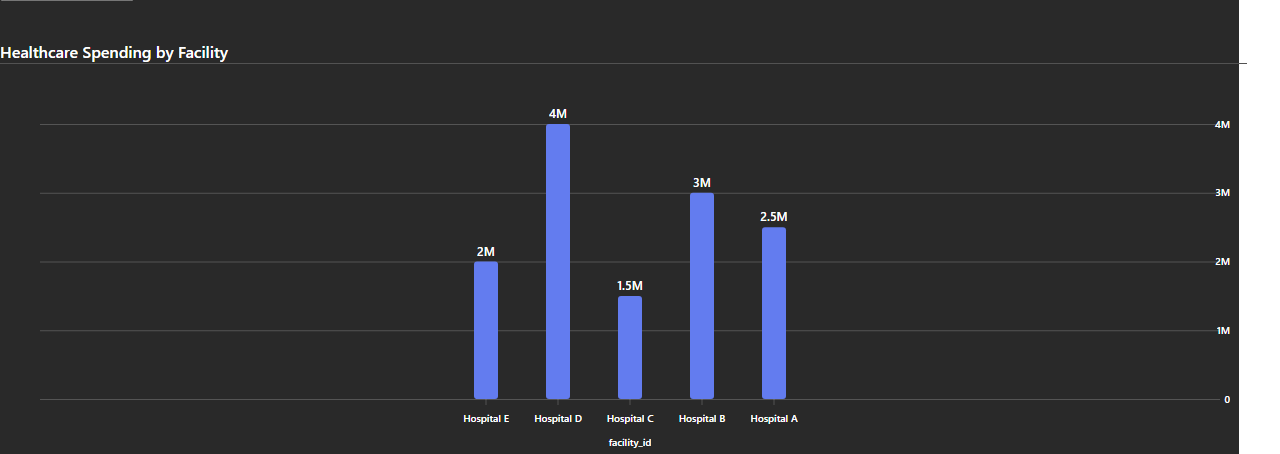 Healthcare Spending by Facility
4M
4M
3M
3M
2.5M
2M
2M
1.5M
1M
0
Hospital E Hospital D Hospital C Hospital B Hospital A
facility_id